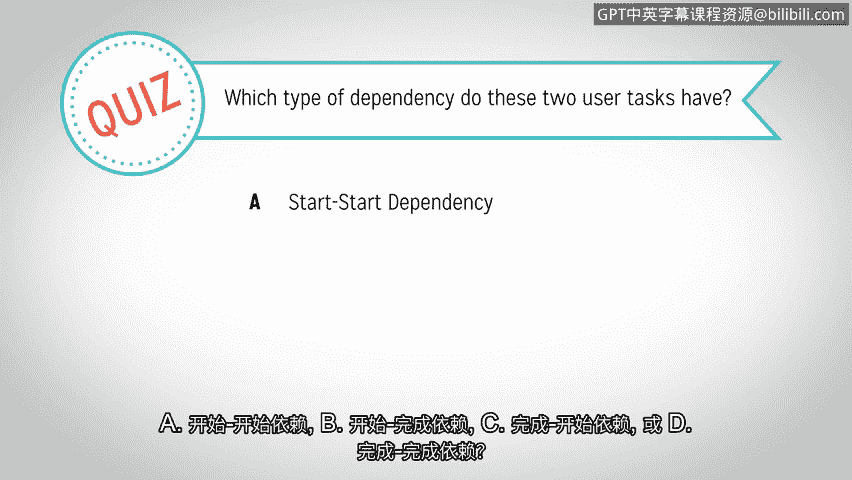 GPT中英字幕课程资源@bilibili.com
QUIZ
Which type of dependency do these two user tasks have?
A Start-Start Dependency
A. 开始-开始依赖, B. 开始-完成依赖, C. 完成-开始依赖, 或 D.
完成-完成依赖?